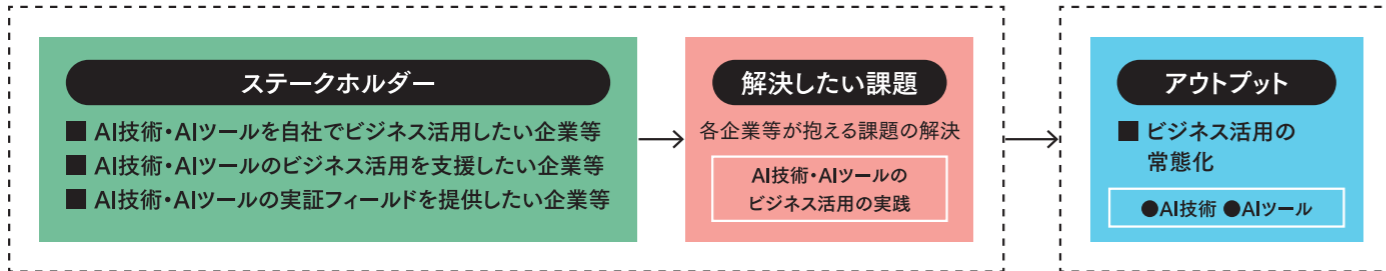 ステークホルダー
■ AI技術・AIツールを自社でビジネス活用したい企業等
■ AI技術・AIツールのビジネス活用を支援したい企業等
■ AI技術・AIツールの実証フィールドを提供したい企業等
解決したい課題
各企業等が抱える課題の解決
AI技術・AIツールの
ビジネス活用の実践
アウトプット
■ ビジネス活用の
常態化
●AI技術 ●AIツール